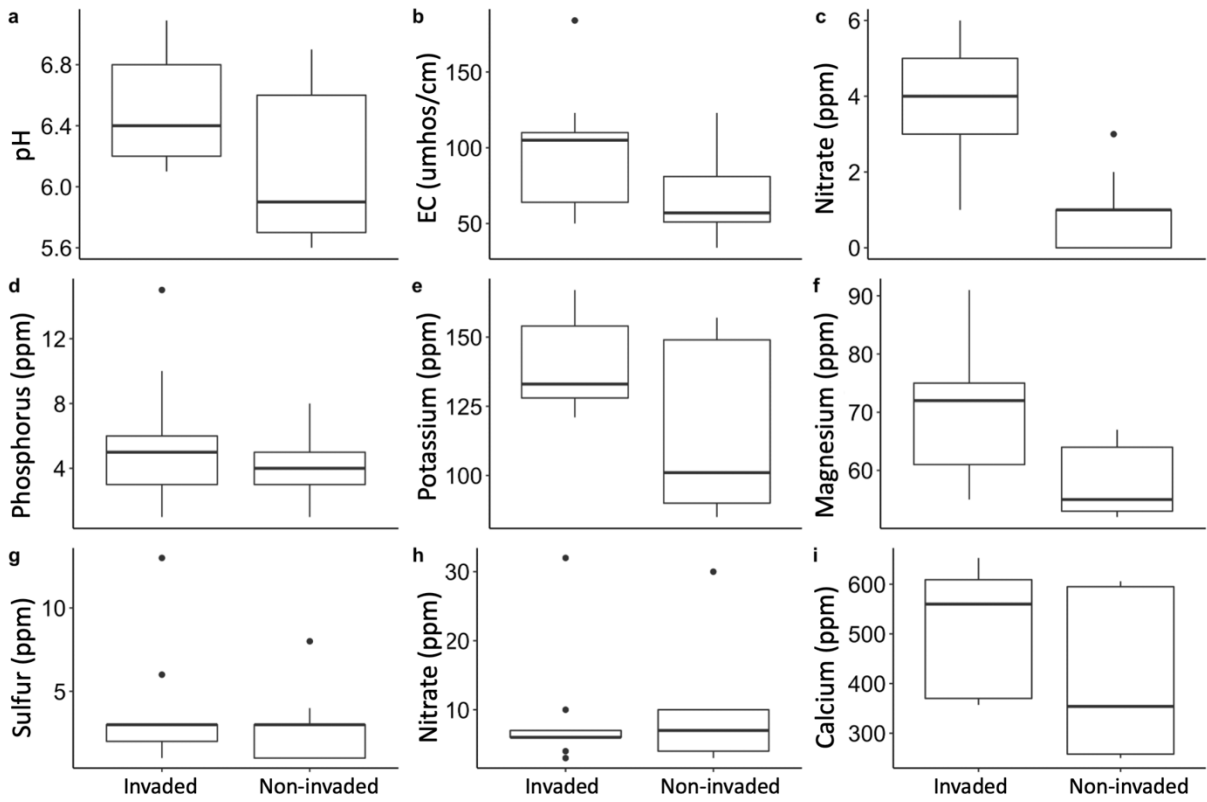 a
pH
6.8
6.4
6.0
5.6
b
EC (umhos/cm)
150
100
50
c
Nitrate (ppm)
6
4
2
0
d
Phosphorus (ppm)
12
8
4
e
Potassium (ppm)
150
125
100
f
Magnesium (ppm)
90
80
70
60
g
Sulfur (ppm)
10
5
Invaded Non-invaded
h
Nitrate (ppm)
30
20
10
Invaded Non-invaded
i
Calcium (ppm)
600
500
400
300
Invaded Non-invaded